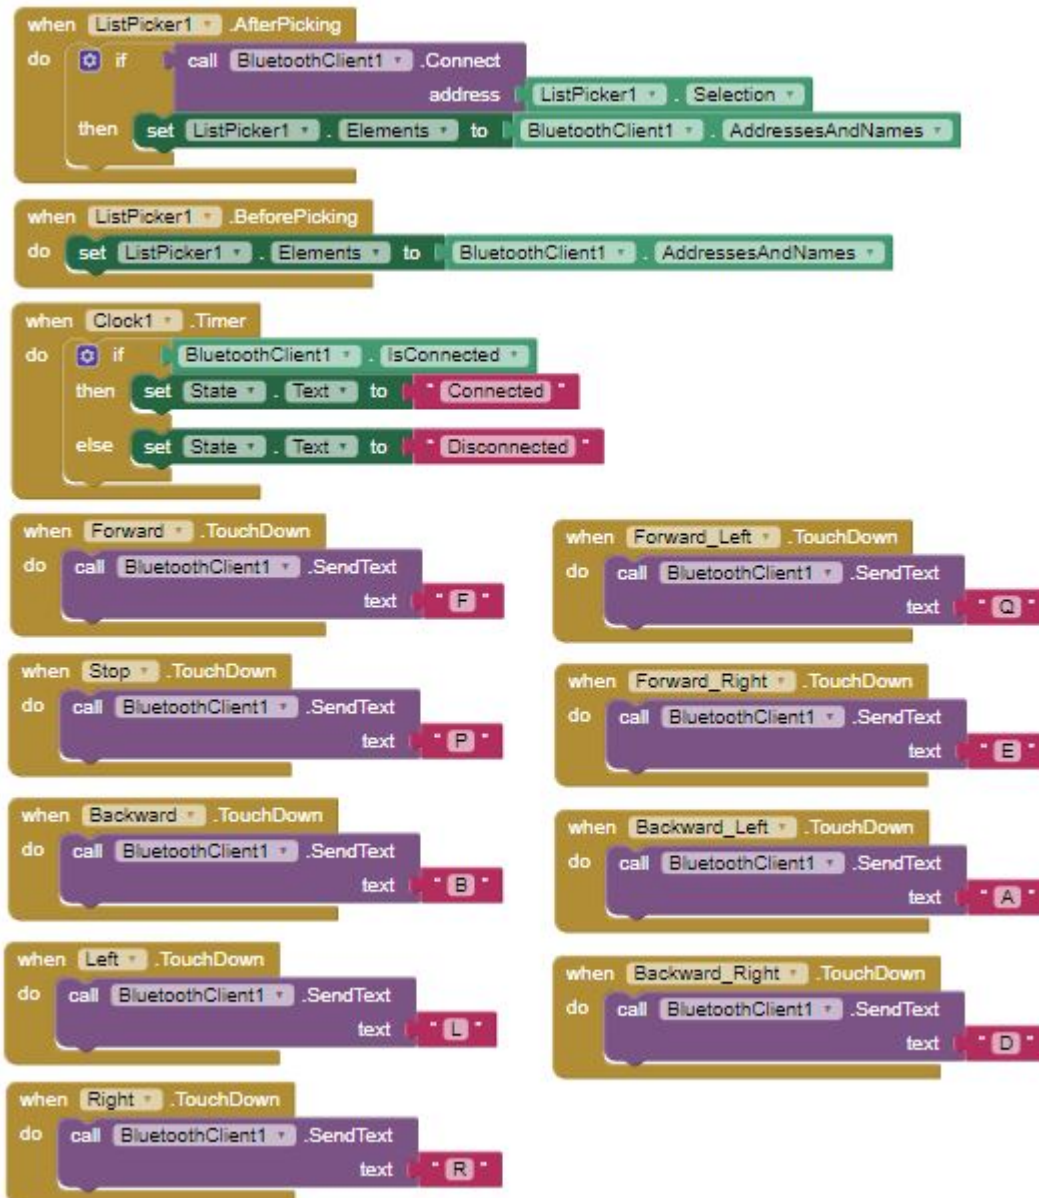 when ListPicker1 .AfterPicking
do if call BluetoothClient1 .Connect
address ListPicker1 . Selection
then set ListPicker1 . Elements to BluetoothClient1 . AddressesAndNames
when ListPicker1 .BeforePicking
do set ListPicker1 . Elements to BluetoothClient1 . AddressesAndNames
when Clock1 .Timer
do if BluetoothClient1 . IsConnected
then set State . Text to " Connected "
else set State . Text to " Disconnected "
when Forward .TouchDown
do call BluetoothClient1 .SendText
text " F "
when Stop .TouchDown
do call BluetoothClient1 .SendText
text " P "
when Backward .TouchDown
do call BluetoothClient1 .SendText
text " B "
when Left .TouchDown
do call BluetoothClient1 .SendText
text " L "
when Right .TouchDown
do call BluetoothClient1 .SendText
text " R "
when Forward_Left .TouchDown
do call BluetoothClient1 .SendText
text " Q "
when Forward_Right .TouchDown
do call BluetoothClient1 .SendText
text " E "
when Backward_Left .TouchDown
do call BluetoothClient1 .SendText
text " A "
when Backward_Right .TouchDown
do call BluetoothClient1 .SendText
text " D "